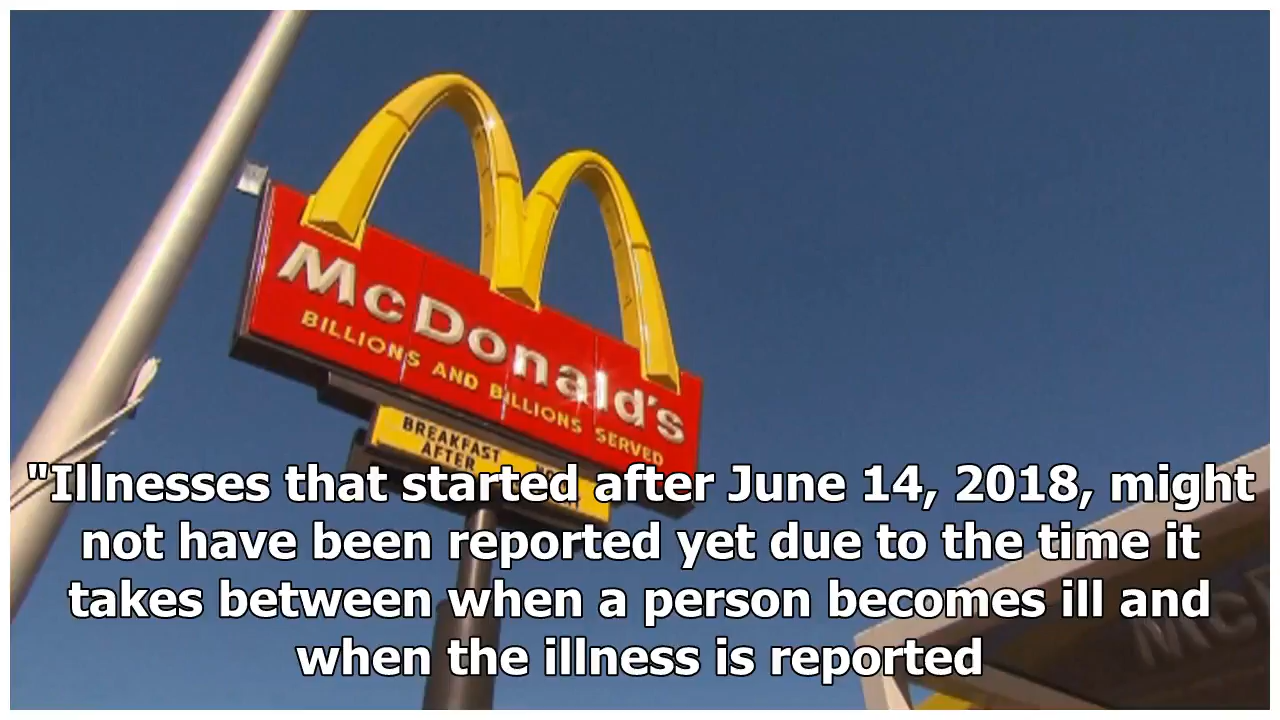 McDonald's
BILLIONS AND BILLIONS SERVED
BREAKFAST
AFTER
"Illnesses that started after June 14, 2018, might
not have been reported yet due to the time it
takes between when a person becomes ill and
when the illness is reported